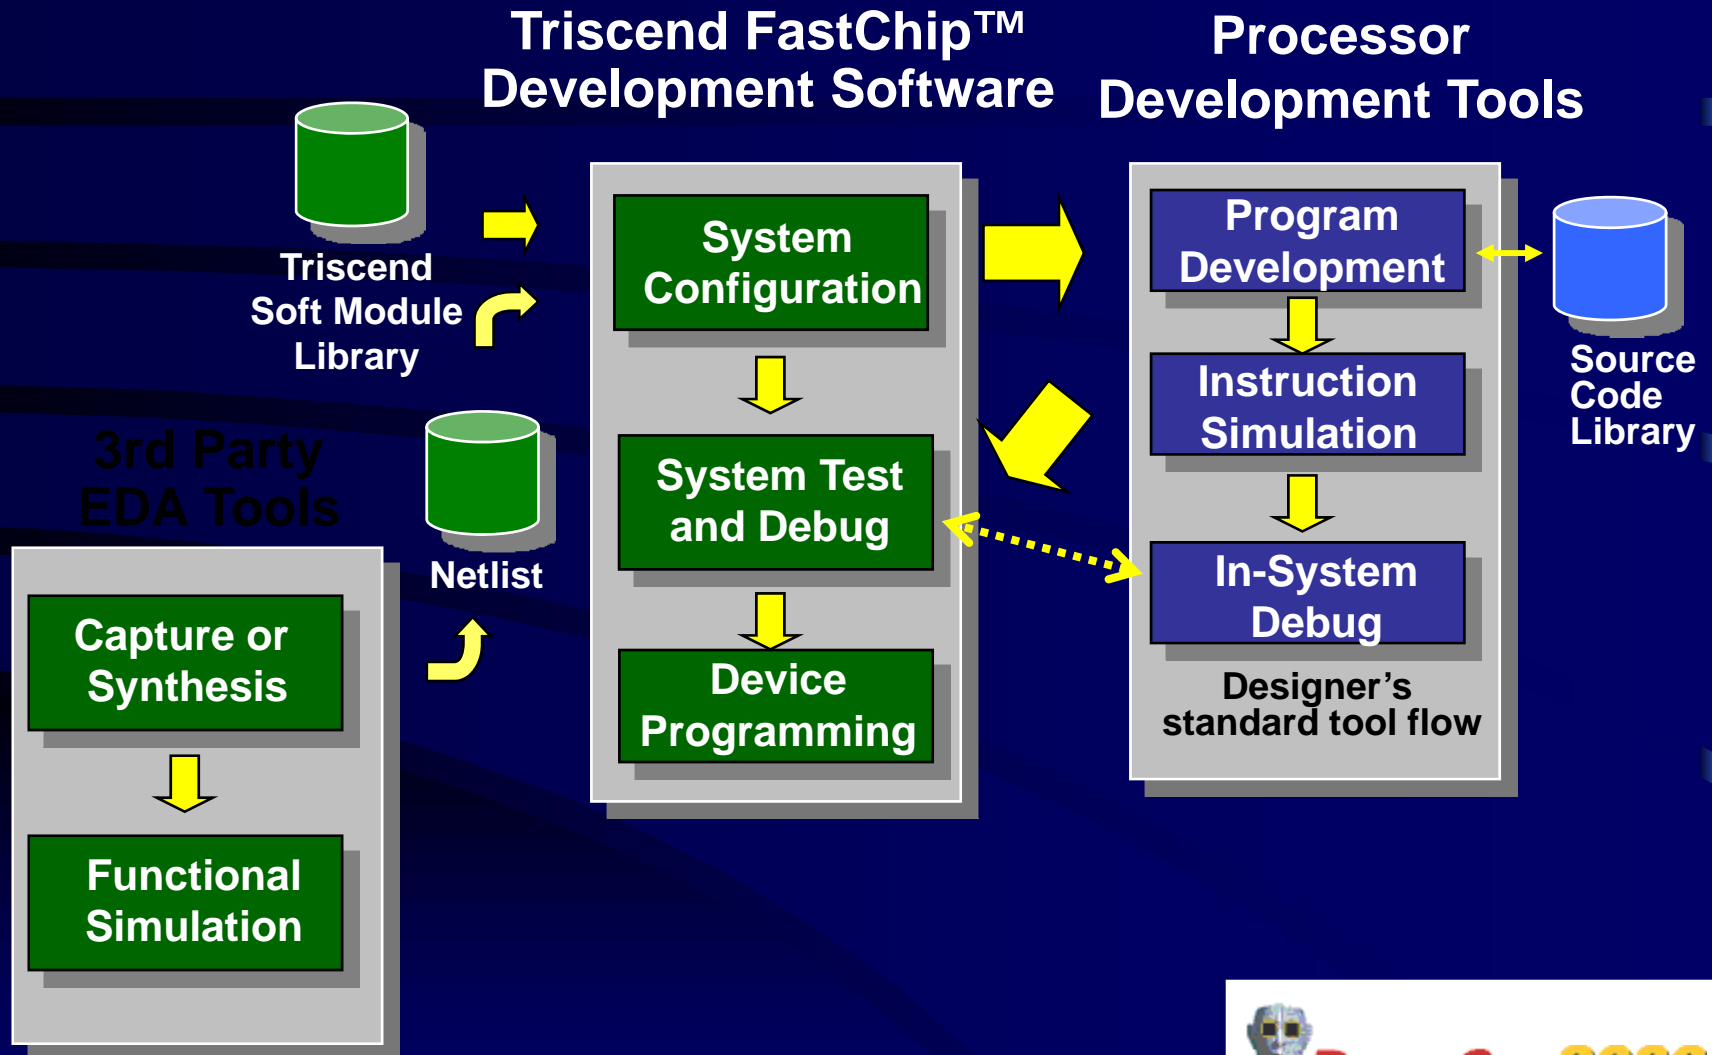 Triscend FastChip™
Development Software
Processor
Development Tools
Triscend
Soft Module
Library
System
Configuration
Program
Development
Source
Code
Library
Instruction
Simulation
3rd Party
EDA Tools
Netlist
System Test
and Debug
In-System
Debug
Designer’s
standard tool flow
Capture or
Synthesis
Device
Programming
Functional
Simulation